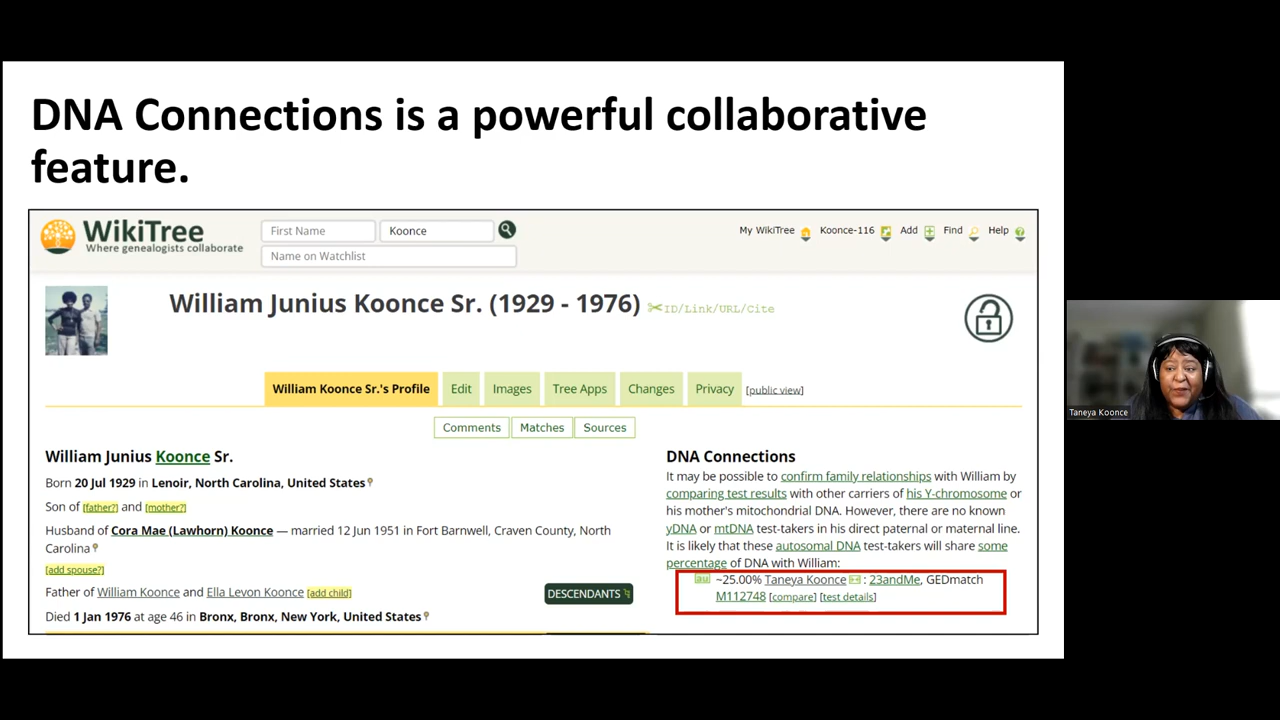 DNA Connections is a powerful collaborative
feature.
WikiTree
Where genealogists collaborate
First Name
Koonce
Name on Watchlist
My WikiTree
Koonce-116
Add
Find
Help
William Junius Koonce Sr. (1929 - 1976)
ID/Link/URL/Cite
William Koonce Sr.'s Profile
Edit
Images
Tree Apps
Changes
Privacy
[public view]
Comments
Matches
Sources
William Junius Koonce Sr.
Born 20 Jul 1929 in Lenoir, North Carolina, United States
Son of [father?] and [mother?]
Husband of Cora Mae (Lawhorn) Koonce — married 12 Jun 1951 in Fort Barnwell, Craven County, North
Carolina
[add spouse?]
Father of William Koonce and Ella Levon Koonce [add child]
DESCENDANTS
Died 1 Jan 1976 at age 46 in Bronx, Bronx, New York, United States
DNA Connections
It may be possible to confirm family relationships with William by
comparing test results with other carriers of his Y-chromosome or
his mother's mitochondrial DNA. However, there are no known
yDNA or mtDNA test-takers in his direct paternal or maternal line.
It is likely that these autosomal DNA test-takers will share some
percentage of DNA with William:
au ~25.00% Taneya Koonce : 23andMe, GEDmatch
M112748 [compare] [test details]
Taneya Koonce